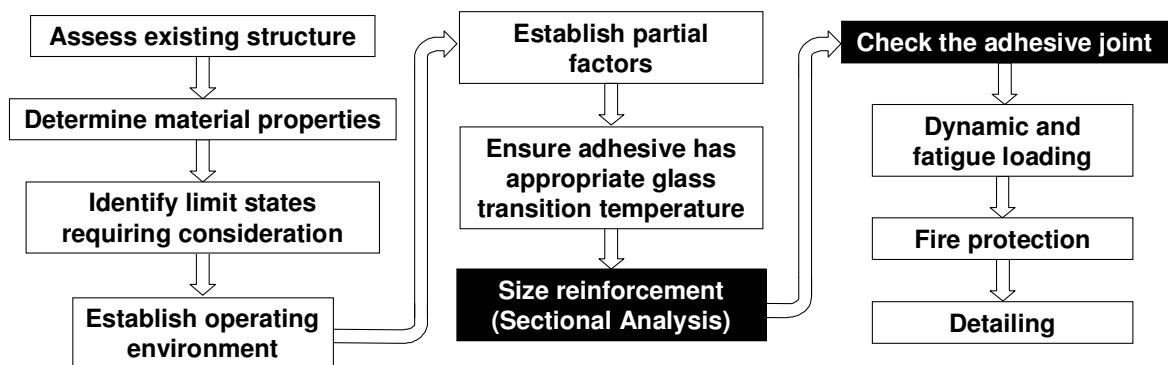 Assess existing structure
Determine material properties
Identify limit states
requiring consideration
Establish operating
environment
Establish partial
factors
Ensure adhesive has
appropriate glass
transition temperature
Size reinforcement
(Sectional Analysis)
Check the adhesive joint
Dynamic and
fatigue loading
Fire protection
Detailing